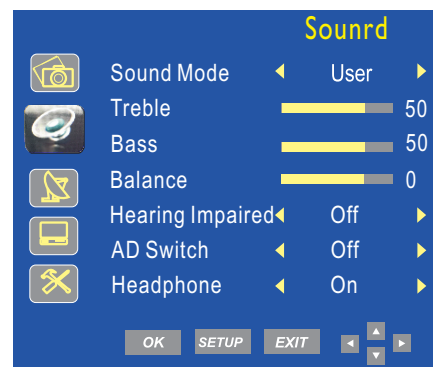 Sounrd
Sound Mode User
Treble 50
Bass 50
Balance 0
Hearing Impaired Off
AD Switch Off
Headphone On
OK SETUP EXIT